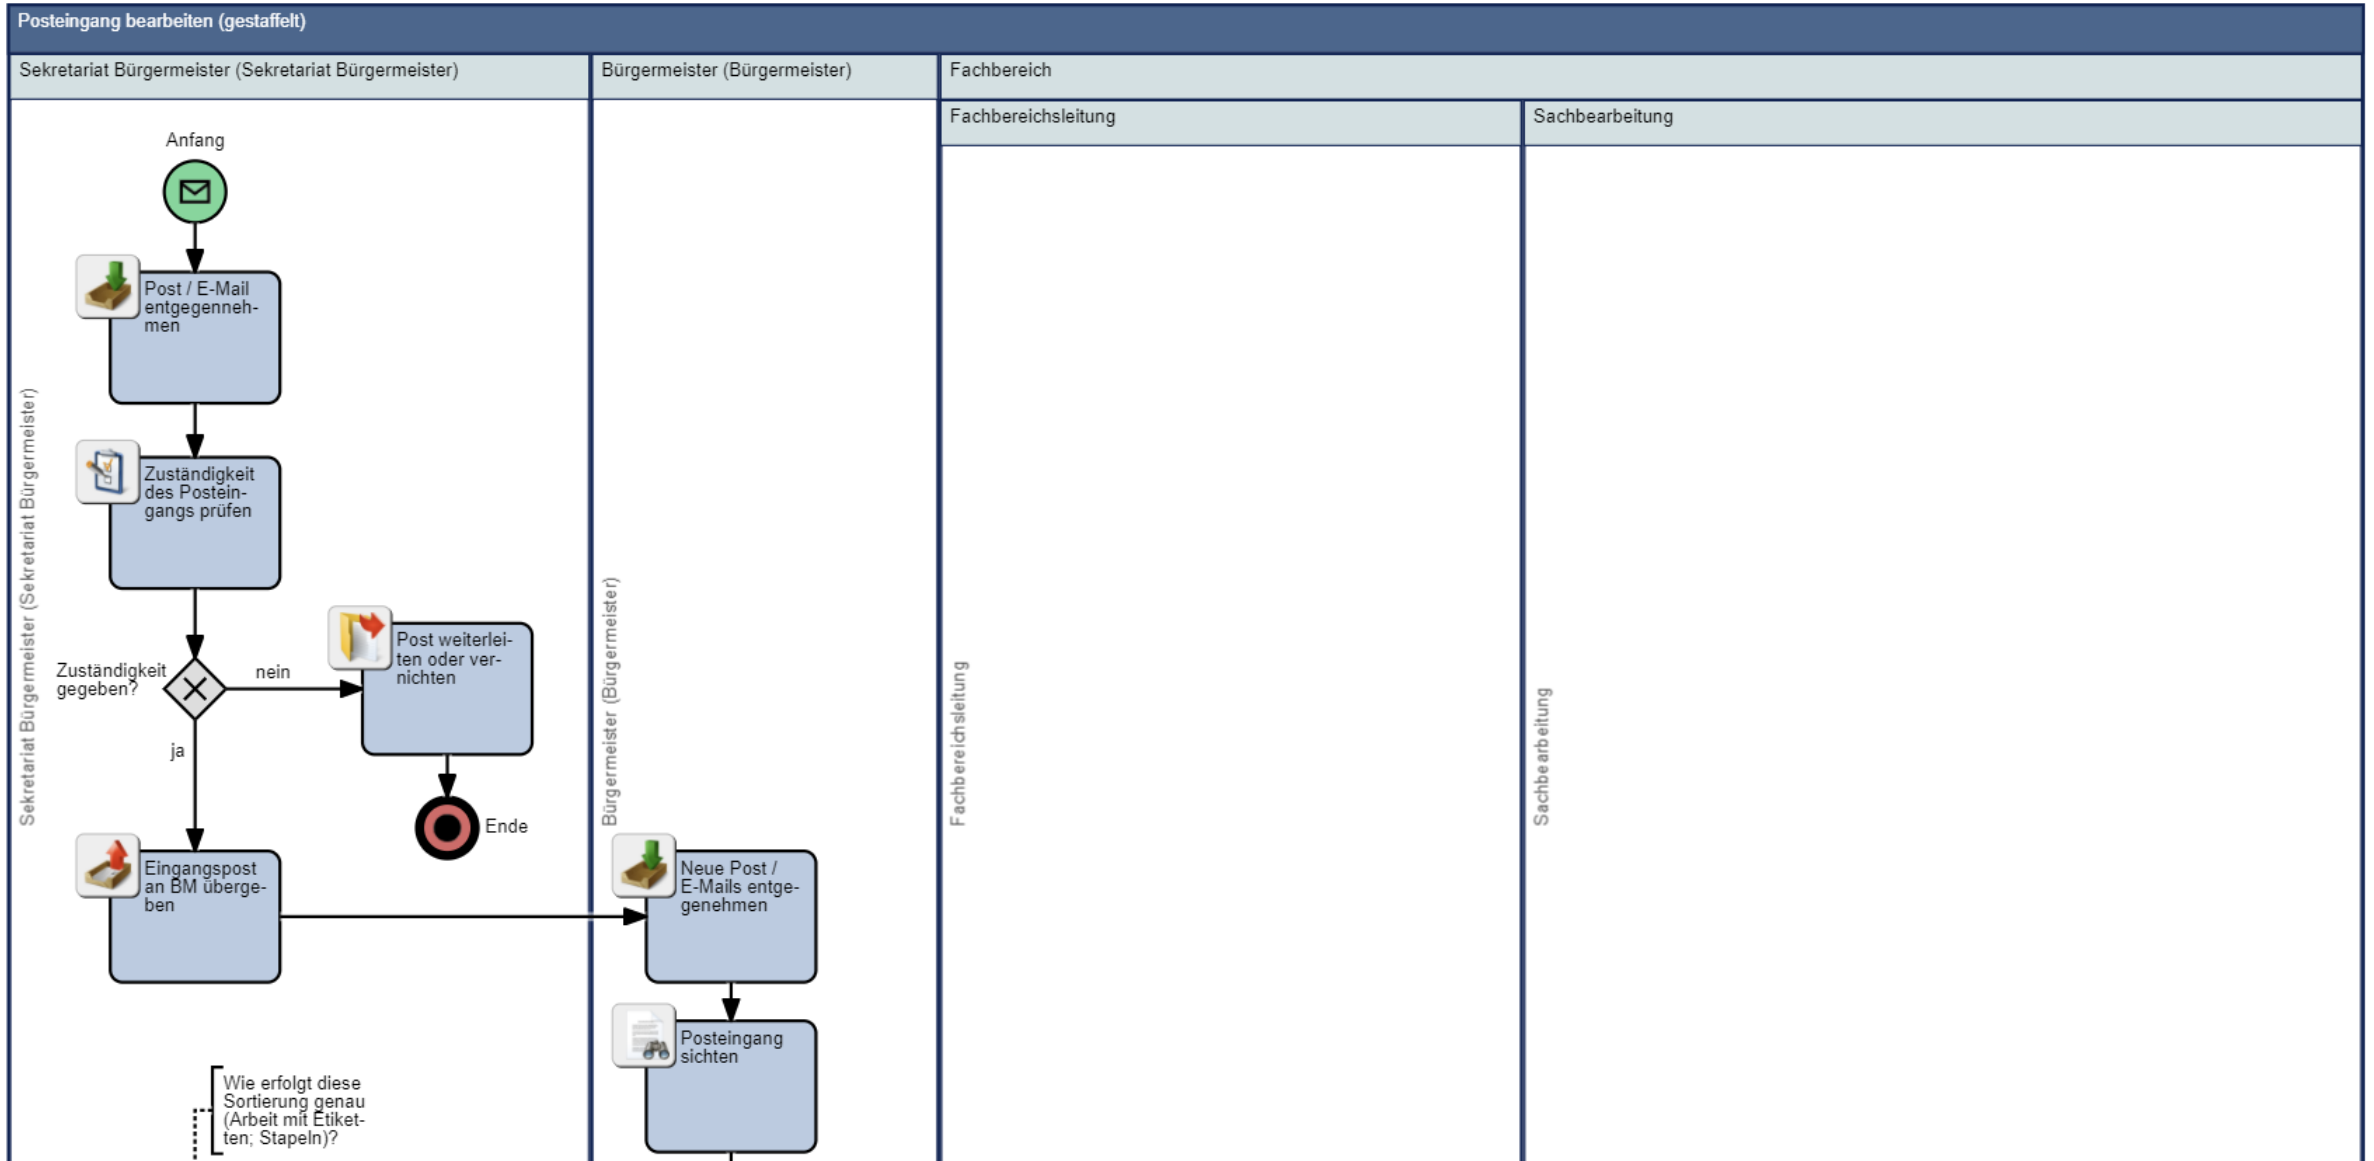 Posteingang bearbeiten (gestaffelt)
Sekretariat Bürgermeister (Sekretariat Bürgermeister)
Bürgermeister (Bürgermeister)
Fachbereich
Fachbereichsleitung
Sachbearbeitung
Sekretariat Bürgermeister (Sekretariat Bürgermeister)
Anfang
Post / E-Mail
entgegenneh-
men
Zuständigkeit
des Postein-
gangs prüfen
Zuständigkeit
gegeben?
nein
ja
Post weiterlei-
ten oder ver-
nichten
Ende
Eingangspost
an BM überge-
ben
Wie erfolgt diese
Sortierung genau
(Arbeit mit Etiket-
ten; Stapeln)?
Bürgermeister (Bürgermeister)
Neue Post /
E-Mails entge-
genehmen
Posteingang
sichten
Fachbereichsleitung
Sachbearbeitung